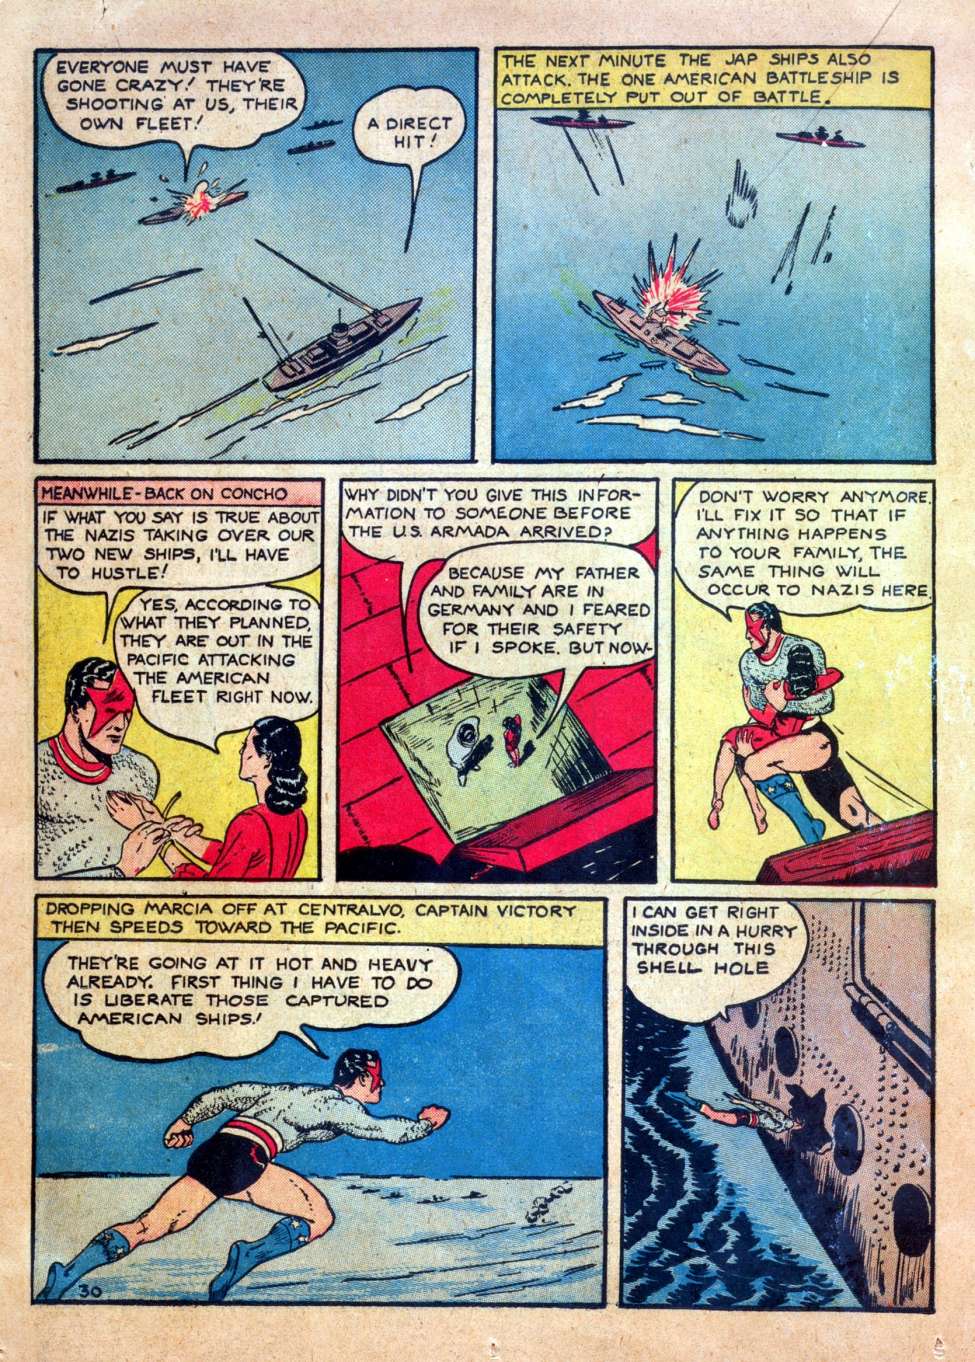 EVERYONE MUST HAVE
GONE CRAZY! THEY'RE
SHOOTING AT US, THEIR
OWN FLEET!
A DIRECT
HIT!
THE NEXT MINUTE THE JAP SHIPS ALSO
ATTACK. THE ONE AMERICAN BATTLESHIP IS
COMPLETELY PUT OUT OF BATTLE.
MEANWHILE-BACK ON CONCHO
IF WHAT YOU SAY IS TRUE ABOUT
THE NAZIS TAKING OVER OUR
TWO NEW SHIPS, I'LL HAVE
TO HUSTLE!
YES, ACCORDING TO
WHAT THEY PLANNED,
THEY ARE OUT IN THE
PACIFIC ATTACKING
THE AMERICAN
FLEET RIGHT NOW.
WHY DIDN'T YOU GIVE THIS INFOR-
MATION TO SOMEONE BEFORE
THE U.S. ARMADA ARRIVED?
BECAUSE MY FATHER
AND FAMILY ARE IN
GERMANY AND I FEARED
FOR THEIR SAFETY
IF I SPOKE. BUT NOW-
DON'T WORRY ANYMORE.
I'LL FIX IT SO THAT IF
ANYTHING HAPPENS
TO YOUR FAMILY, THE
SAME THING WILL
OCCUR TO NAZIS HERE.
DROPPING MARCIA OFF AT CENTRALVO, CAPTAIN VICTORY
THEN SPEEDS TOWARD THE PACIFIC.
THEY'RE GOING AT IT HOT AND HEAVY
ALREADY. FIRST THING I HAVE TO DO
IS LIBERATE THOSE CAPTURED
AMERICAN SHIPS!
30
I CAN GET RIGHT
INSIDE IN A HURRY
THROUGH THIS
SHELL HOLE